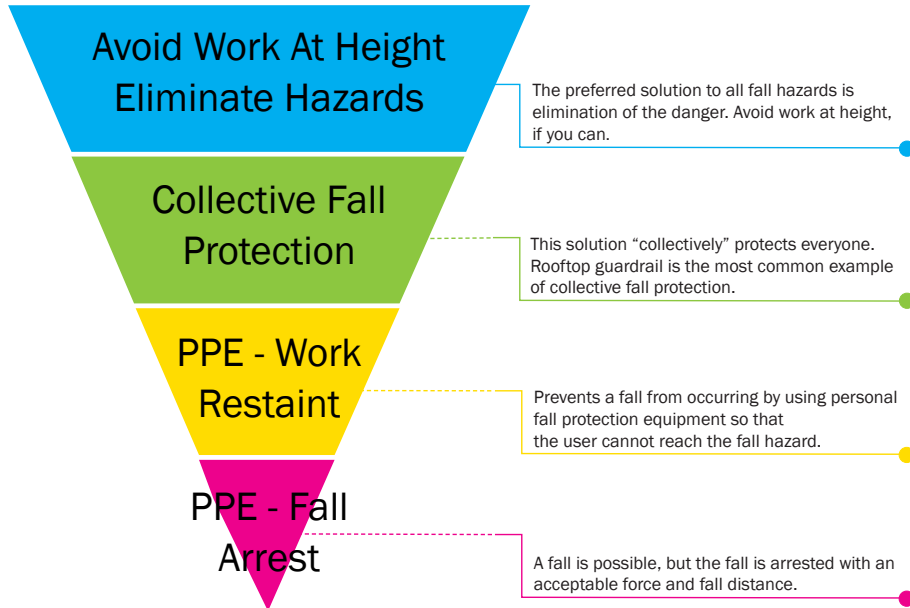 Avoid Work At Height
Eliminate Hazards
The preferred solution to all fall hazards is
elimination of the danger. Avoid work at height,
if you can.
Collective Fall
Protection
This solution “collectively” protects everyone.
Rooftop guardrail is the most common example
of collective fall protection.
PPE - Work
Restaint
Prevents a fall from occurring by using personal
fall protection equipment so that
the user cannot reach the fall hazard.
PPE - Fall
Arrest
A fall is possible, but the fall is arrested with an
acceptable force and fall distance.